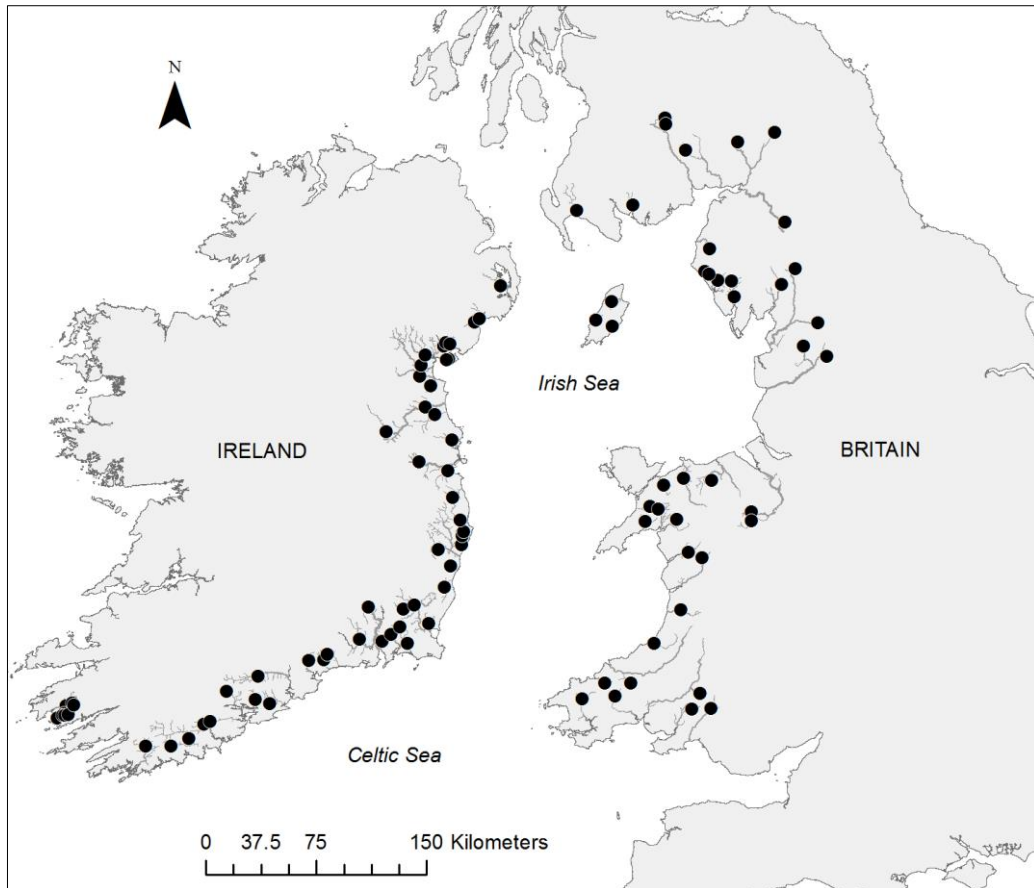 N
Irish Sea
IRELAND
BRITAIN
Celtic Sea
0 37.5 75 150 Kilometers